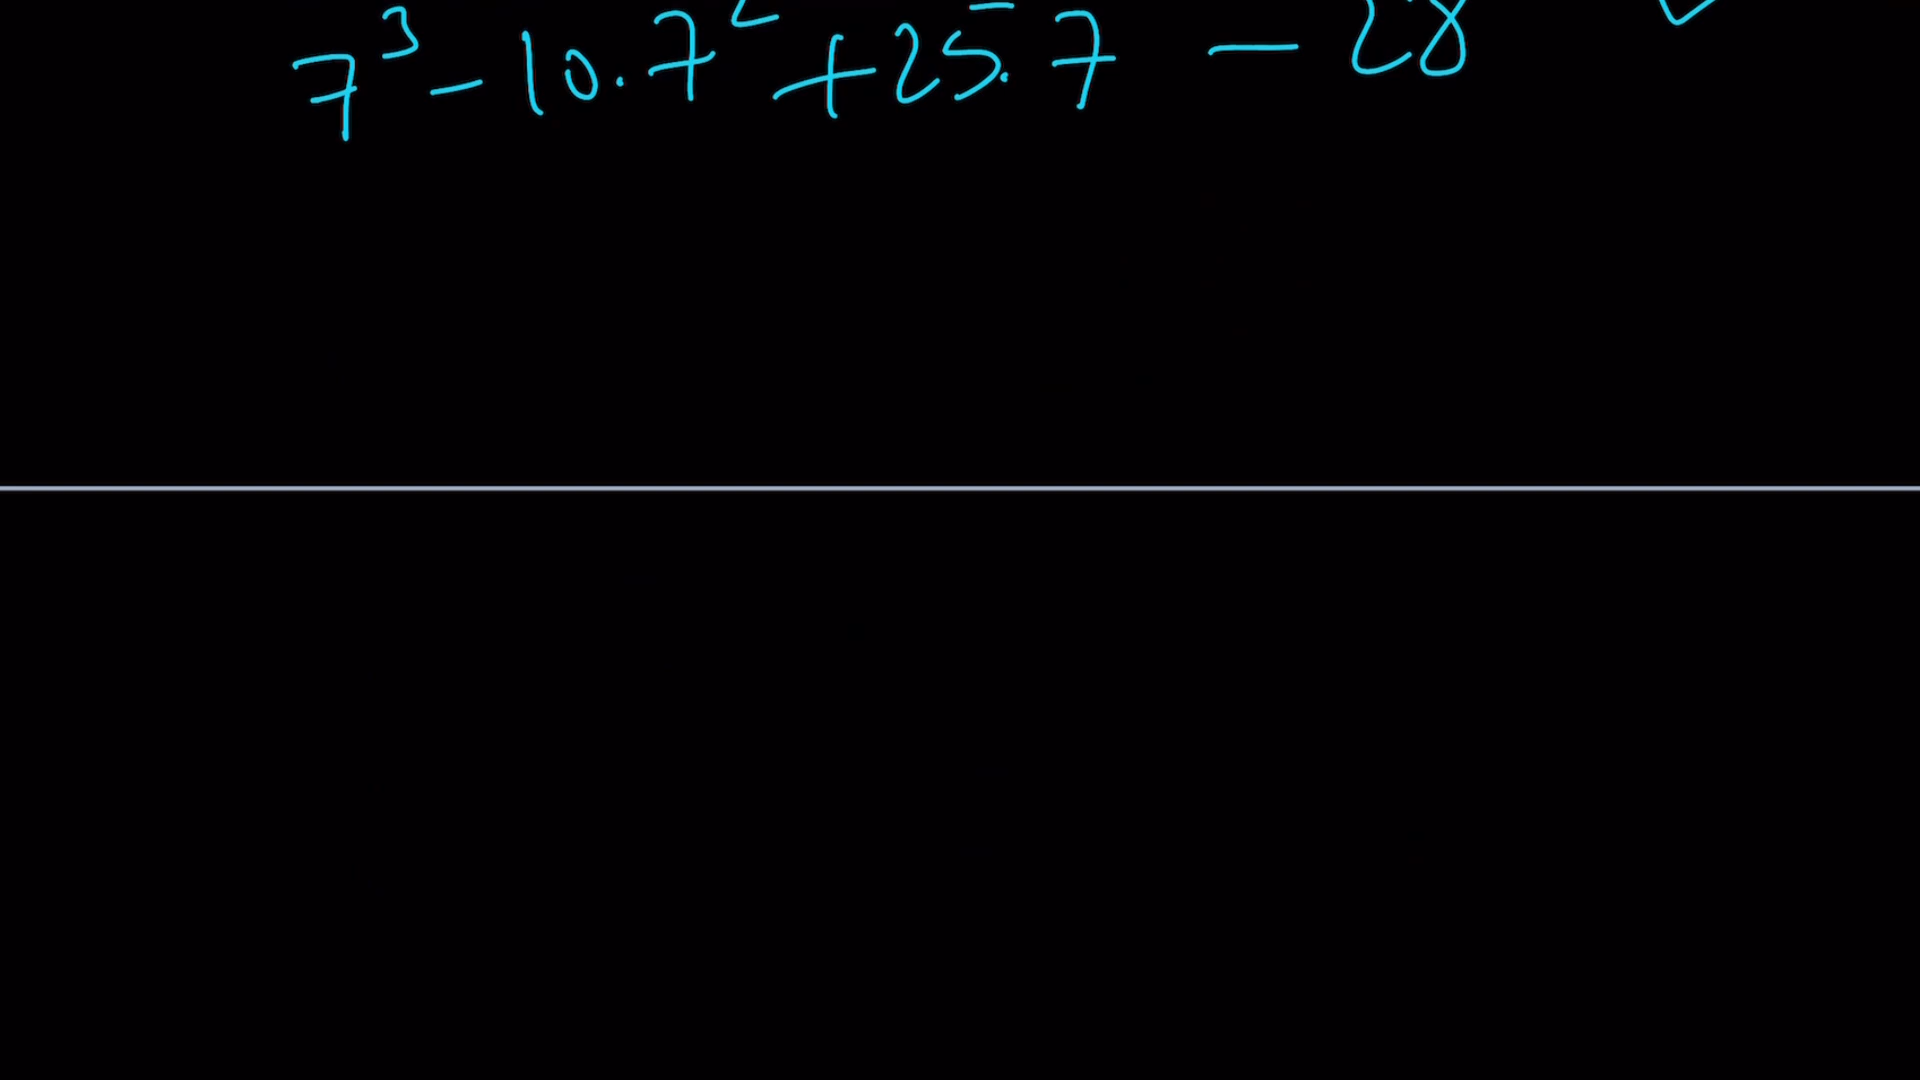 7³ - 10.7² + 25.7 - 28